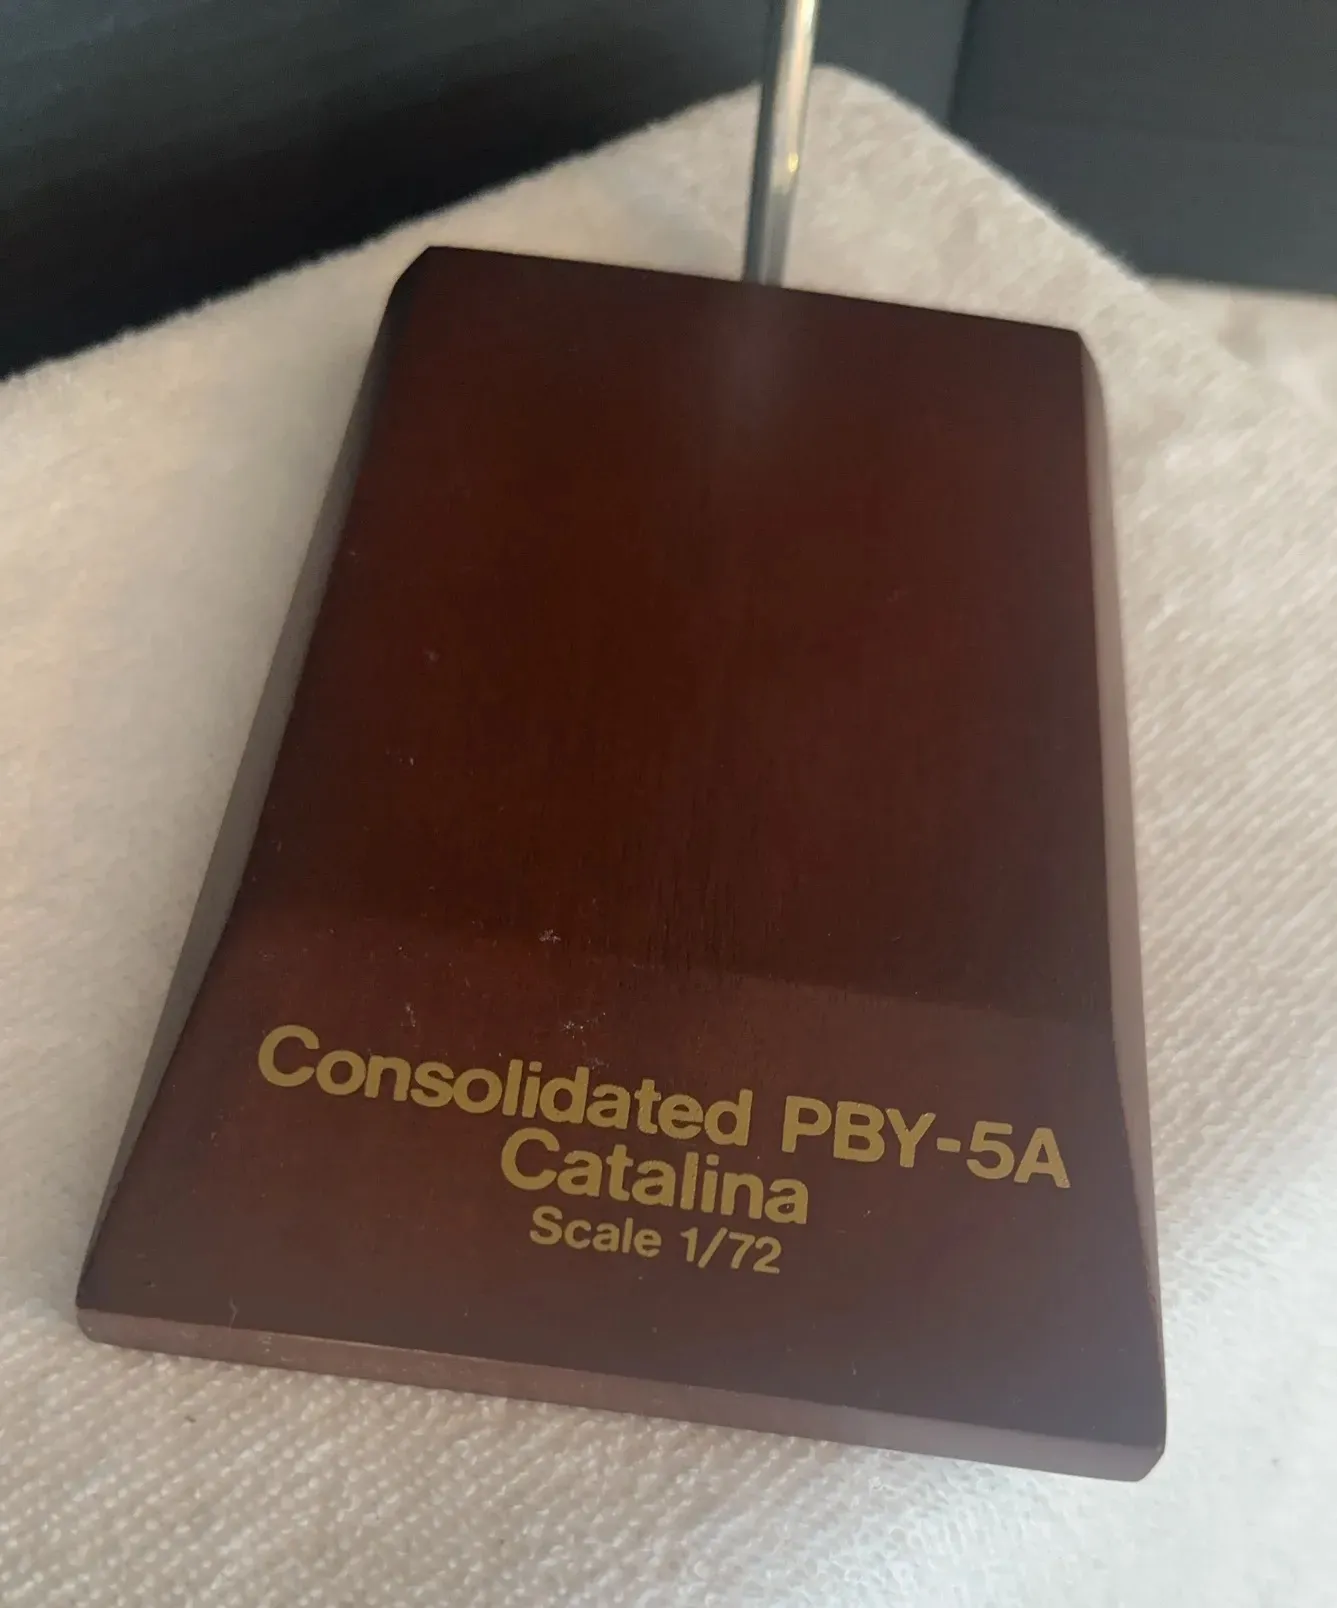 Consolidated PBY-5A
Catalina
Scale 1/72